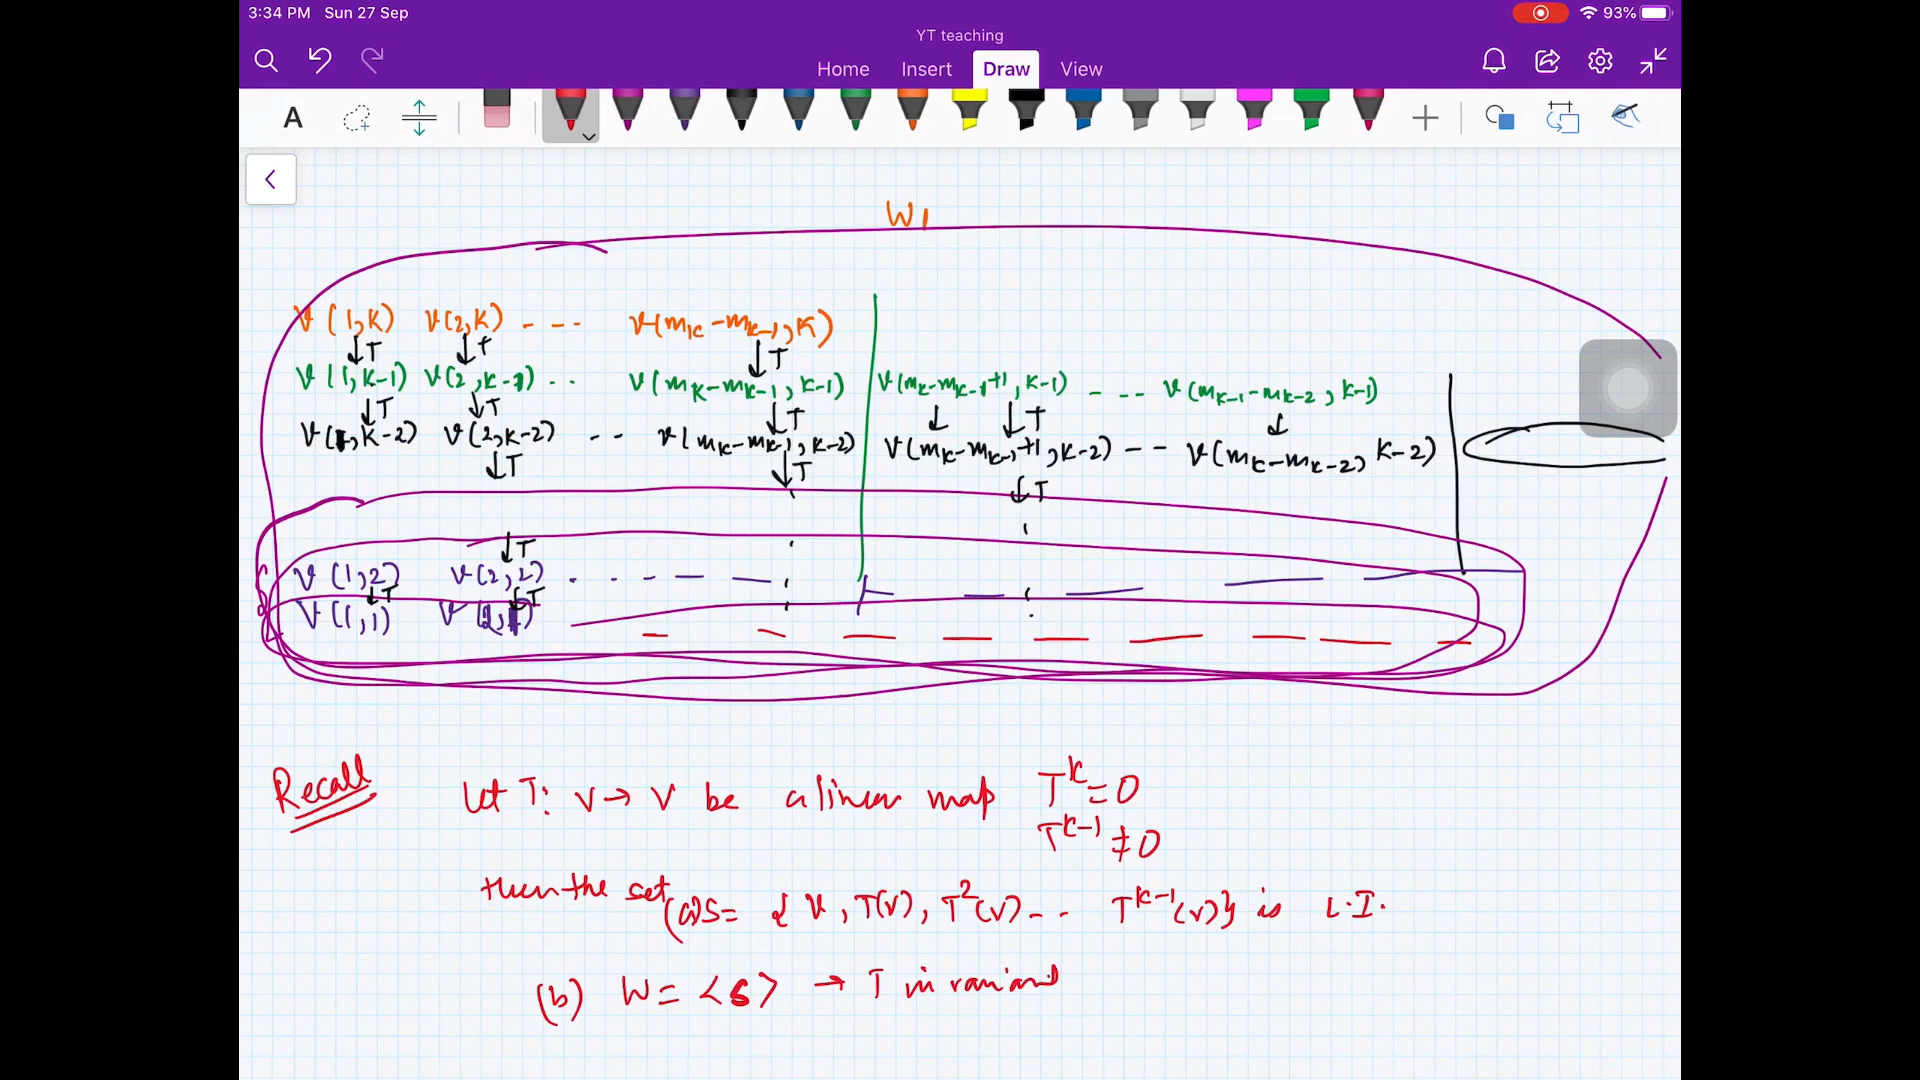 3:34 PM Sun 27 Sep 93%
YT teaching
Home Insert Draw View
A
W1
v(1,K) v(2,K) - - - v(mk-mk-1,K)
↓T ↓T ↓T
v(1,K-1) v(2,K-1) .. v(mK-mK-1,K-1) v(mK-mK-1+1,K-1) - -- v(mK-1-mK-2,K-1)
↓T ↓T ↓T ↓ ↓T ↓
v(1,K-2) v(2,K-2) -- v(mK-mK-1,K-2) v(mK-mK-1+1,K-2) -- v(mK-mK-2,K-2)
↓T ↓T ↓T
↓T
v(1,2) v(2,2)
↓T ↓T
v(1,1) v(2,1)
Recall Let T: V → V be a linear map T^k = 0
T^k-1 ≠ 0
then the set (a) S = { v, T(v), T^2(v) -- T^k-1(v)} is L.I.
(b) W = <S> → T invariant